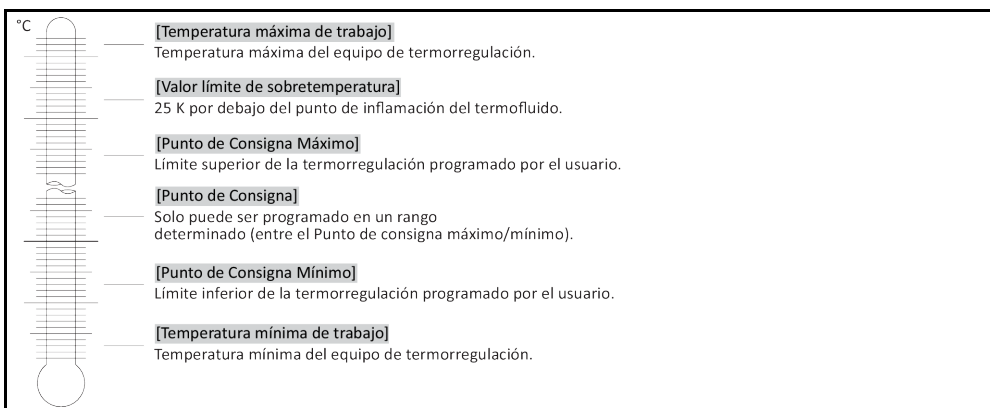 °C
[Temperatura máxima de trabajo]
Temperatura máxima del equipo de termorregulación.
[Valor límite de sobretemperatura]
25 K por debajo del punto de inflamación del termofluido.
[Punto de Consigna Máximo]
Límite superior de la termorregulación programado por el usuario.
[Punto de Consigna]
Solo puede ser programado en un rango
determinado (entre el Punto de consigna máximo/mínimo).
[Punto de Consigna Mínimo]
Límite inferior de la termorregulación programado por el usuario.
[Temperatura mínima de trabajo]
Temperatura mínima del equipo de termorregulación.